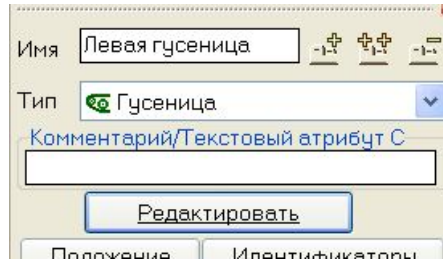 Имя Левая гусеница
Тип Гусеница
Комментарий/Текстовый атрибут C
Редактировать
Положение Идентификаторы